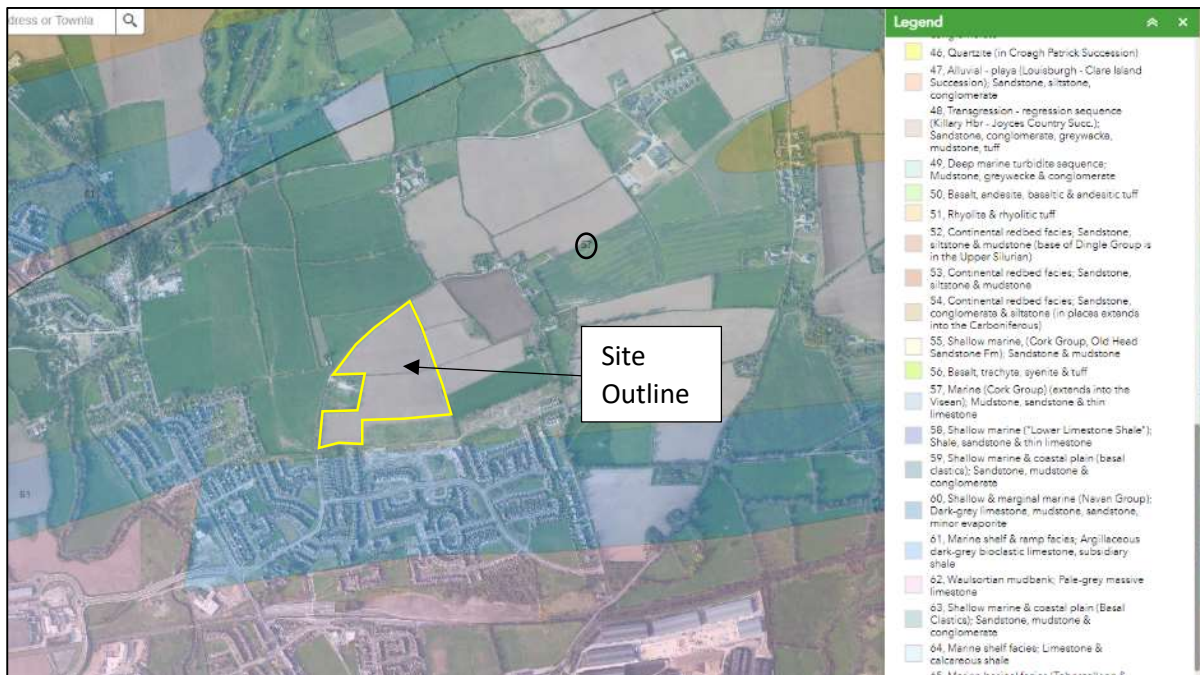 dress or Townla
Legend
46, Quartzite (in Croagh Patrick Succession)
47, Alluvial - playa (Louisburgh - Clare Island
Succession); Sandstone, siltstone,
conglomerate
48, Transgression - regression sequence
(Killary Hbr - Joyces Country Succ.);
Sandstone, conglomerate, greywacke,
mudstone, tuff
49, Deep marine turbidite sequence;
Mudstone, greywacke & conglomerate
50, Basalt, andesite, basaltic & andesitic tuff
51, Rhyolite & rhyolitic tuff
52, Continental redbed facies; Sandstone,
siltstone & mudstone (base of Dingle Group is
in the Upper Silurian)
53, Continental redbed facies; Sandstone,
siltstone & mudstone
54, Continental redbed facies; Sandstone,
conglomerate & siltstone (in places extends
into the Carboniferous)
55, Shallow marine, (Cork Group, Old Head
Sandstone Fm); Sandstone & mudstone
56, Basalt, trachyte, syenite & tuff
57, Marine (Cork Group) (extends into the
Visean); Mudstone, sandstone & thin
limestone
58, Shallow marine ("Lower Limestone Shale");
Shale, sandstone & thin limestone
59, Shallow marine & coastal plain (basal
clastics); Sandstone, mudstone &
conglomerate
60, Shallow & marginal marine (Navan Group);
Dark-grey limestone, mudstone, sandstone,
minor evaporite
61, Marine shelf & ramp facies; Argillaceous
dark-grey bioclastic limestone, subsidiary
shale
62, Waulsortian mudbank; Pale-grey massive
limestone
63, Shallow marine & coastal plain (Basal
Clastics); Sandstone, mudstone &
conglomerate
64, Marine shelf facies; Limestone &
calcareous shale
Site
Outline
61